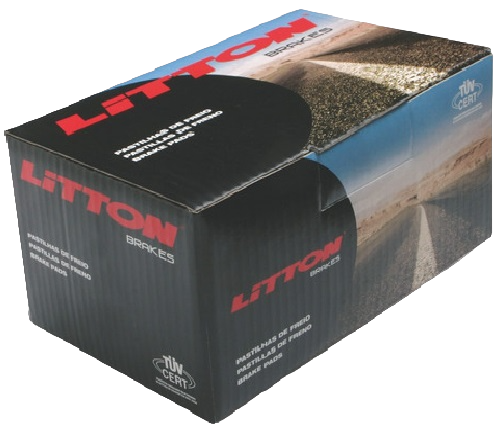 LiTTON
BRAKES
PASTILHAS DE FREIO
PASTILLAS DE FRENO
BRAKE PADS
TÜV
CERT
LiTTON
BRAKES
PASTILHAS DE FREIO
PASTILLAS DE FRENO
BRAKE PADS
TÜV
CERT
LiTTON
BRAKES
PASTILHAS DE FREIO
PASTILLAS DE FRENO
BRAKE PADS